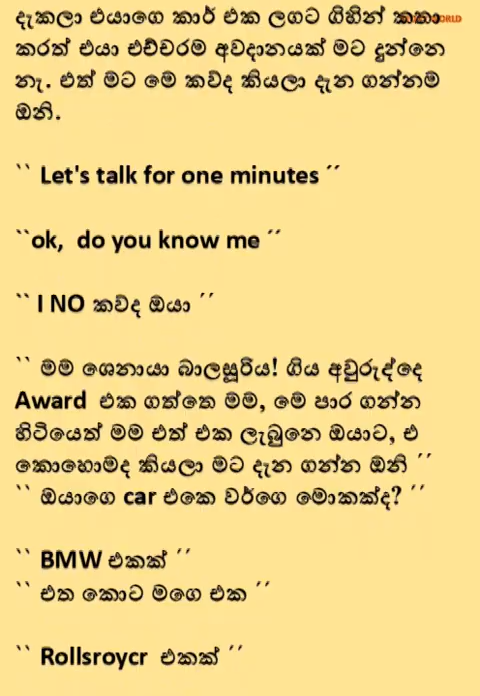 දැකලා එයාගෙ කාර් එක ලගට ගිහින් කතා
කරත් එයා එච්චරම අවදානයක් මට දුන්නෙ
නෑ. එත් මට මේ කව්ද කියලා දැන ගන්නම
ඔනි.
`` Let's talk for one minutes ´´
``ok,  do you know me ´´
`` I NO කව්ද ඔයා ´´
`` මම ශෙනායා බාලසූරිය! ගිය අවුරුද්දෙ
Award  එක ගත්තෙ මම, මේ පාර ගන්න
හිටියෙත් මම එත් එක ලැබුනෙ ඔයාට, ඒ
කොහොමද කියලා මට දැන ගන්න ඔනි ´´
`` ඔයාගෙ car එකෙ වර්ගෙ මොකක්ද? ´´
`` BMW එකක් ´´
`` එත කොට මගෙ එක ´´
`` Rollsroycr  එකක් ´´